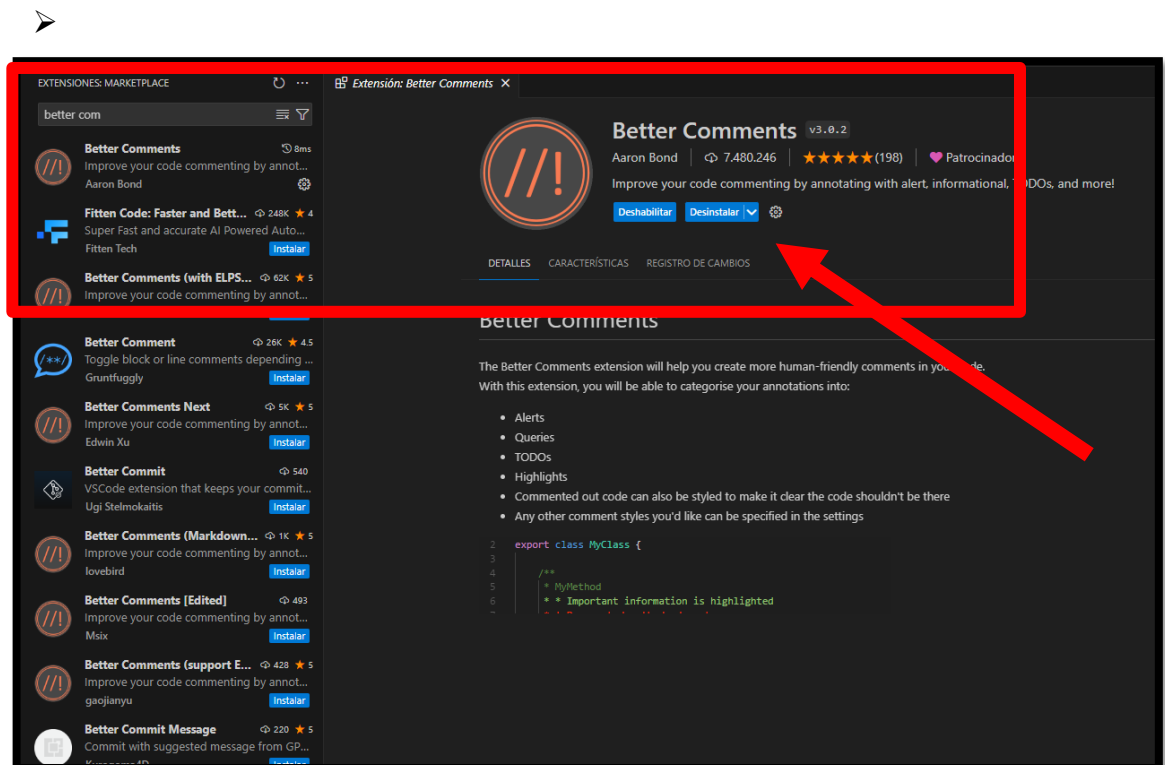 ➢
EXTENSIONES: MARKETPLACE
better com
Better Comments 8ms
Improve your code commenting by annot...
Aaron Bond
Fitten Code: Faster and Bett... 248K ★ 4
Super Fast and accurate AI Powered Auto...
Fitten Tech Instalar
Better Comments (with ELPS... 62K ★ 5
Improve your code commenting by annot...
Better Comment 26K ★ 4.5
Toggle block or line comments depending ...
Gruntfuggly Instalar
Better Comments Next 5K ★ 5
Improve your code commenting by annot...
Edwin Xu Instalar
Better Commit 540
VSCode extension that keeps your commit...
Ugi Stelmokaitis Instalar
Better Comments (Markdown... 1K ★ 5
Improve your code commenting by annot...
lovebird Instalar
Better Comments [Edited] 493
Improve your code commenting by annot...
Msix Instalar
Better Comments (support E... 428 ★ 5
Improve your code commenting by annot...
gaojianyu Instalar
Better Commit Message 220 ★ 5
Commit with suggested message from GP...
Instalar
Extensión: Better Comments ×
//!
Better Comments v3.0.2
Aaron Bond | 7.480.246 | ★★★★★(198) | Patrocinador
Improve your code commenting by annotating with alert, informational, TODOs, and more!
Deshabilitar Desinstalar
DETALLES CARACTERÍSTICAS REGISTRO DE CAMBIOS
Better Comments
The Better Comments extension will help you create more human-friendly comments in your code.
With this extension, you will be able to categorise your annotations into:
• Alerts
• Queries
• TODOs
• Highlights
• Commented out code can also be styled to make it clear the code shouldn't be there
• Any other comment styles you'd like can be specified in the settings
2 export class MyClass {
3
4 /**
5 * MyMethod
6 * * Important information is highlighted